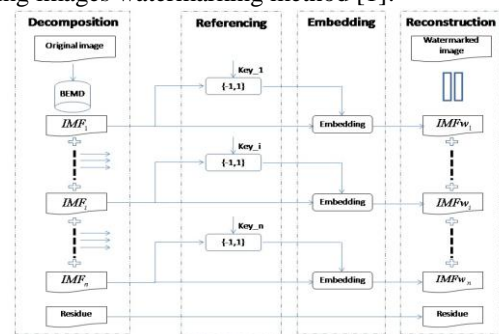 ng images watermarking method [1].
Decomposition
Referencing
Embedding
Reconstruction
Original image
Watermarked
image
BEMD
Key_1
{-1,1}
IMF1
Embedding
IMFw1
Key_i
{-1,1}
IMFi
Embedding
IMFwi
Key_n
{-1,1}
IMFn
Embedding
IMFwn
Residue
Residue